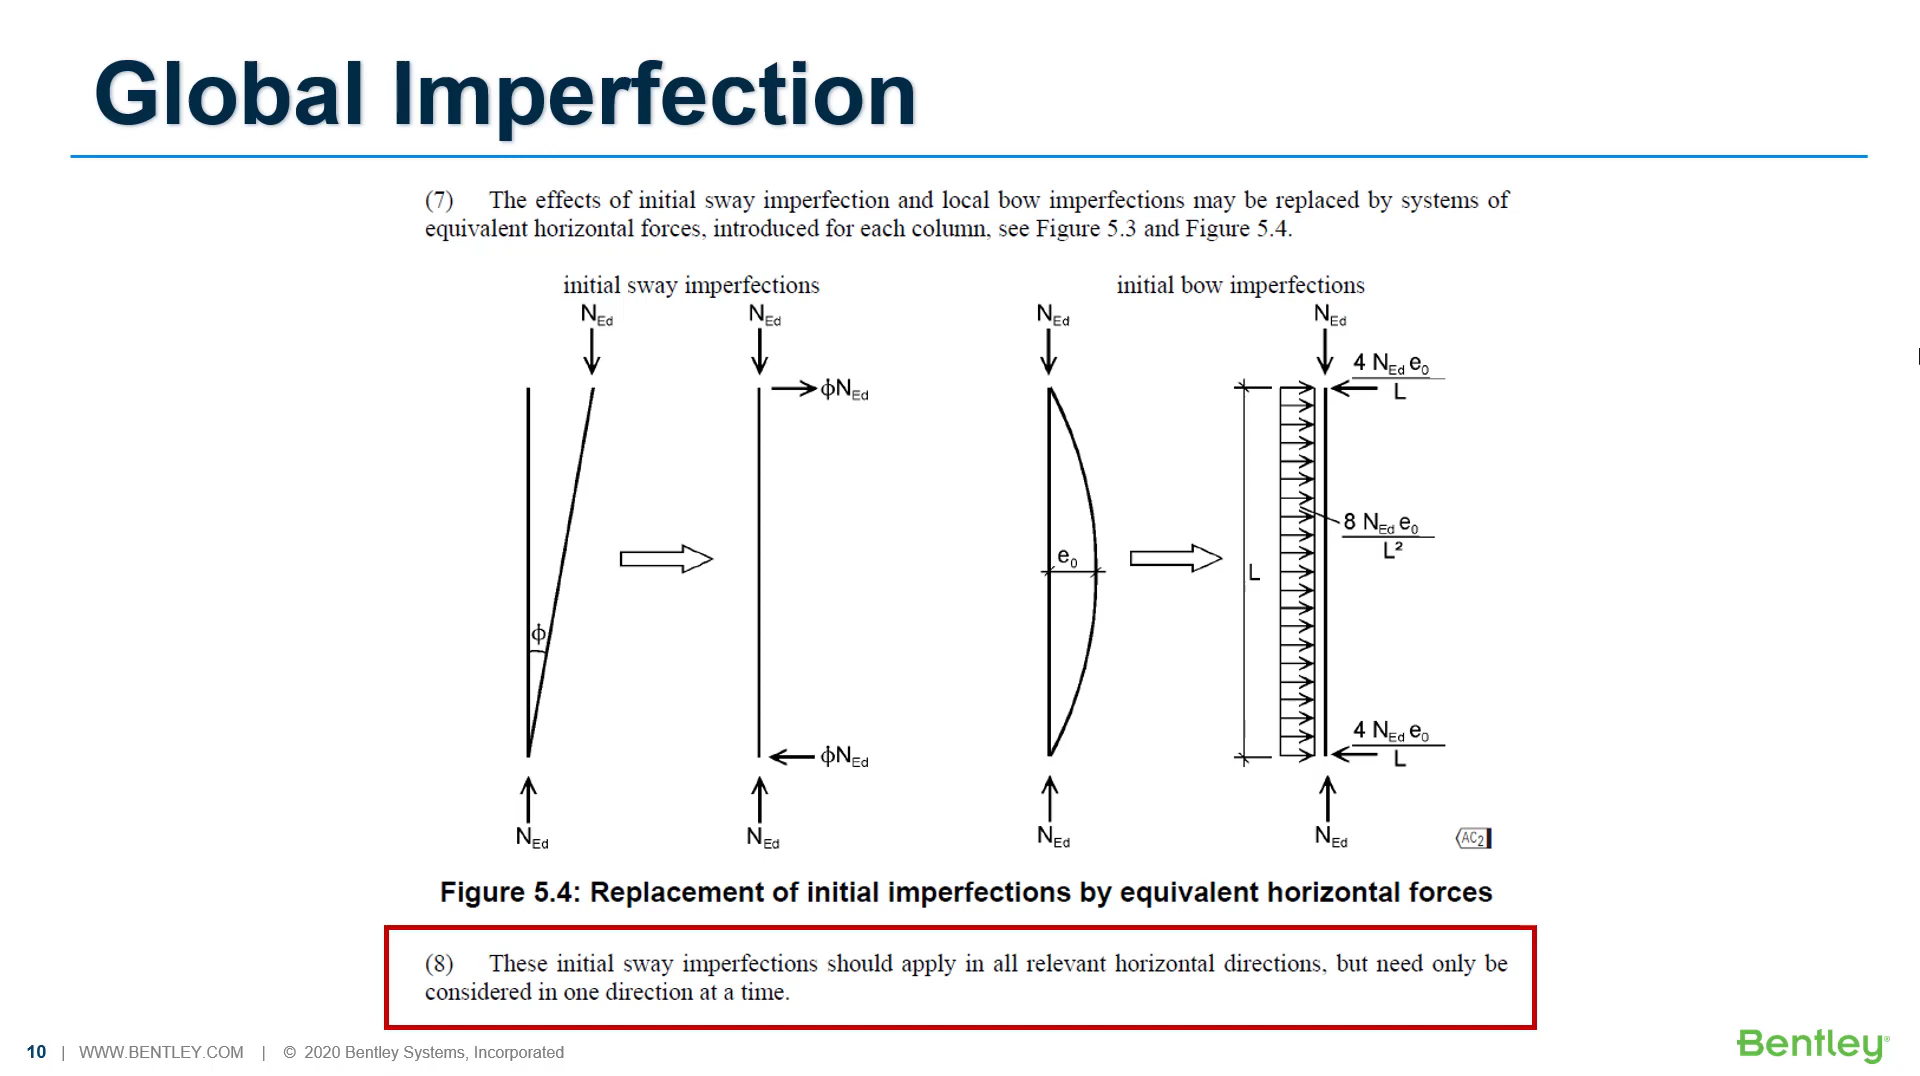 Global Imperfection
(7) The effects of initial sway imperfection and local bow imperfections may be replaced by systems of
equivalent horizontal forces, introduced for each column, see Figure 5.3 and Figure 5.4.
initial sway imperfections
initial bow imperfections
N_Ed
N_Ed
N_Ed
N_Ed
ϕN_Ed
4 N_Ed e_0
L
e_0
L
8 N_Ed e_0
L²
ϕ
ϕN_Ed
4 N_Ed e_0
L
N_Ed
N_Ed
N_Ed
N_Ed
AC_2
Figure 5.4: Replacement of initial imperfections by equivalent horizontal forces
(8) These initial sway imperfections should apply in all relevant horizontal directions, but need only be
considered in one direction at a time.
10 | WWW.BENTLEY.COM | © 2020 Bentley Systems, Incorporated
Bentley®